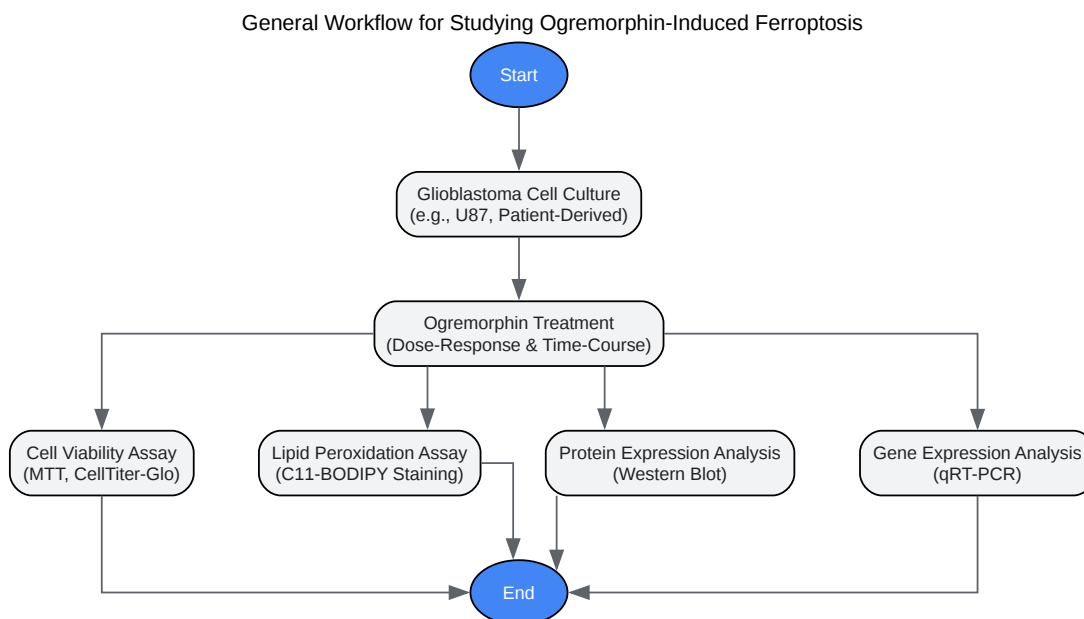 General Workflow for Studying Ogremorphin-Induced Ferroptosis
Start
Glioblastoma Cell Culture
(e.g., U87, Patient-Derived)
Ogremorphin Treatment
(Dose-Response & Time-Course)
Cell Viability Assay
(MTT, CellTiter-Glo)
Lipid Peroxidation Assay
(C11-BODIPY Staining)
Protein Expression Analysis
(Western Blot)
Gene Expression Analysis
(qRT-PCR)
End